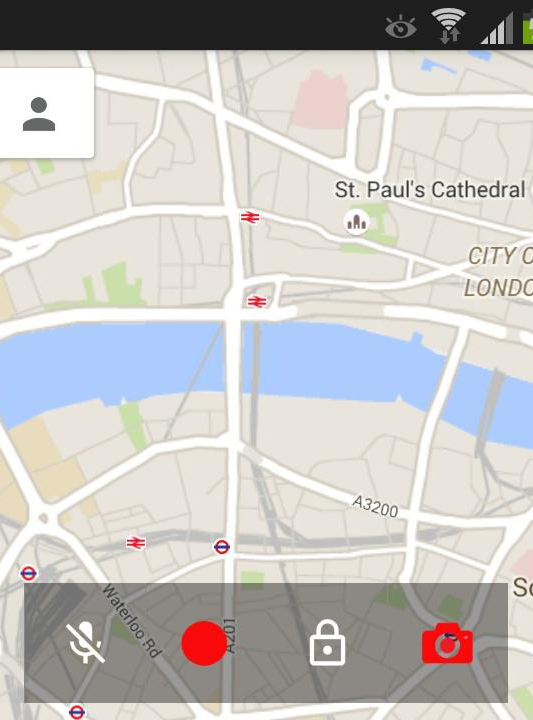 St. Paul's Cathedral
CITY O
LONDO
A3200
Waterloo Rd
A201
So